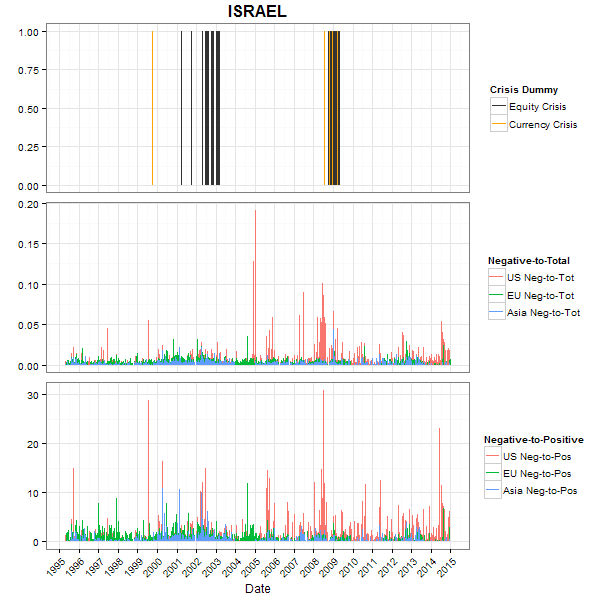 ISRAEL
1.00
0.75
0.50
0.25
0.00
Crisis Dummy
Equity Crisis
Currency Crisis
0.20
0.15
0.10
0.05
0.00
Negative-to-Total
US Neg-to-Tot
EU Neg-to-Tot
Asia Neg-to-Tot
30
20
10
0
Negative-to-Positive
US Neg-to-Pos
EU Neg-to-Pos
Asia Neg-to-Pos
1995 1996 1997 1998 1999 2000 2001 2002 2003 2004 2005 2006 2007 2008 2009 2010 2011 2012 2013 2014 2015
Date